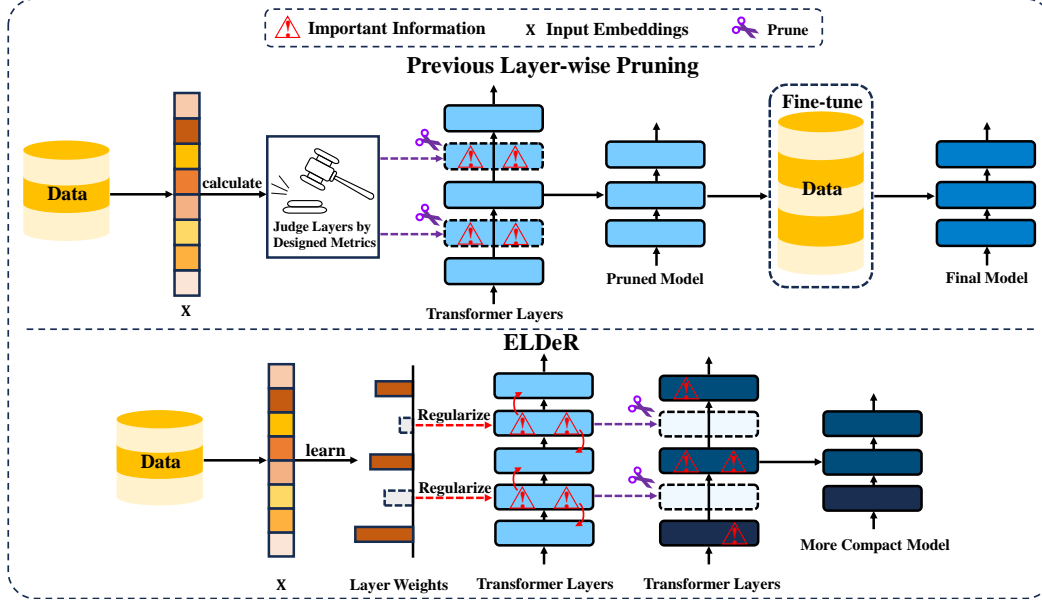 Important Information
X Input Embeddings
Prune
Previous Layer-wise Pruning
Data
X
calculate
Judge Layers by
Designed Metrics
Transformer Layers
Pruned Model
Fine-tune
Data
Final Model
ELDeR
Data
X
learn
Layer Weights
Regularize
Regularize
Transformer Layers
Transformer Layers
More Compact Model